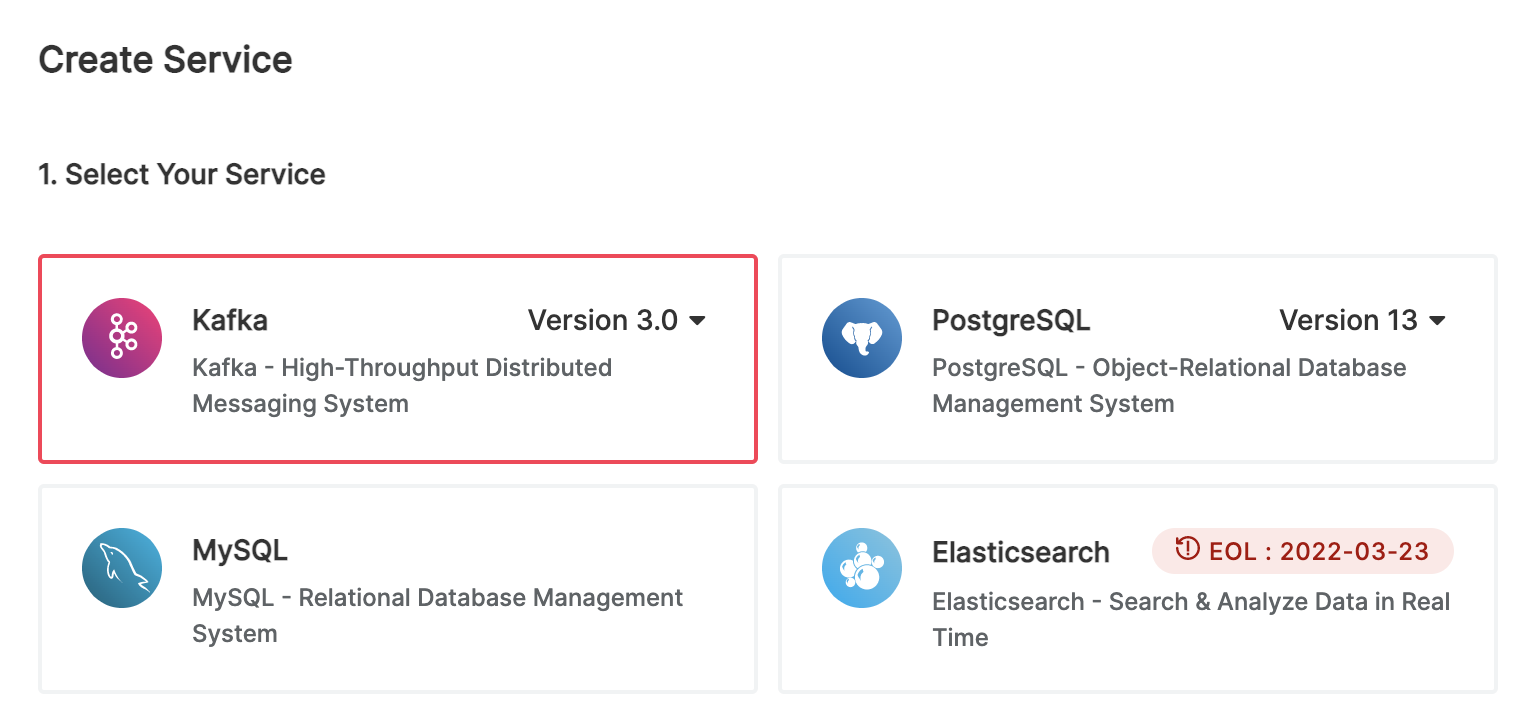 Create Service
1. Select Your Service
Kafka
Version 3.0
Kafka - High-Throughput Distributed
Messaging System
PostgreSQL
Version 13
PostgreSQL - Object-Relational Database
Management System
MySQL
MySQL - Relational Database Management
System
Elasticsearch
EOL : 2022-03-23
Elasticsearch - Search & Analyze Data in Real
Time